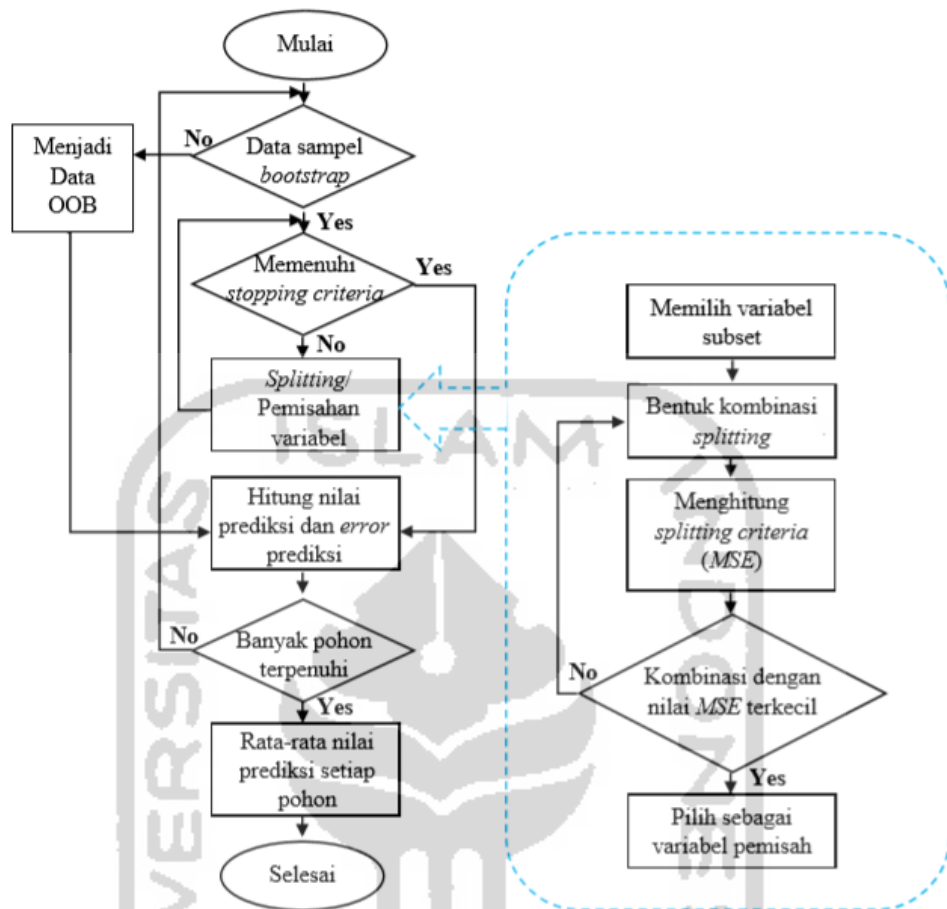 Mulai
No
Data sampel
bootstrap
Menjadi
Data
OOB
Yes
Memenuhi
stopping criteria
Yes
No
Splitting/
Pemisahan
variabel
Hitung nilai
prediksi dan error
prediksi
No
Banyak pohon
terpenuhi
Yes
Rata-rata nilai
prediksi setiap
pohon
Selesai
Memilih variabel
subset
Bentuk kombinasi
splitting
Menghitung
splitting criteria
(MSE)
No
Kombinasi dengan
nilai MSE terkecil
Yes
Pilih sebagai
variabel pemisah
ISLAM